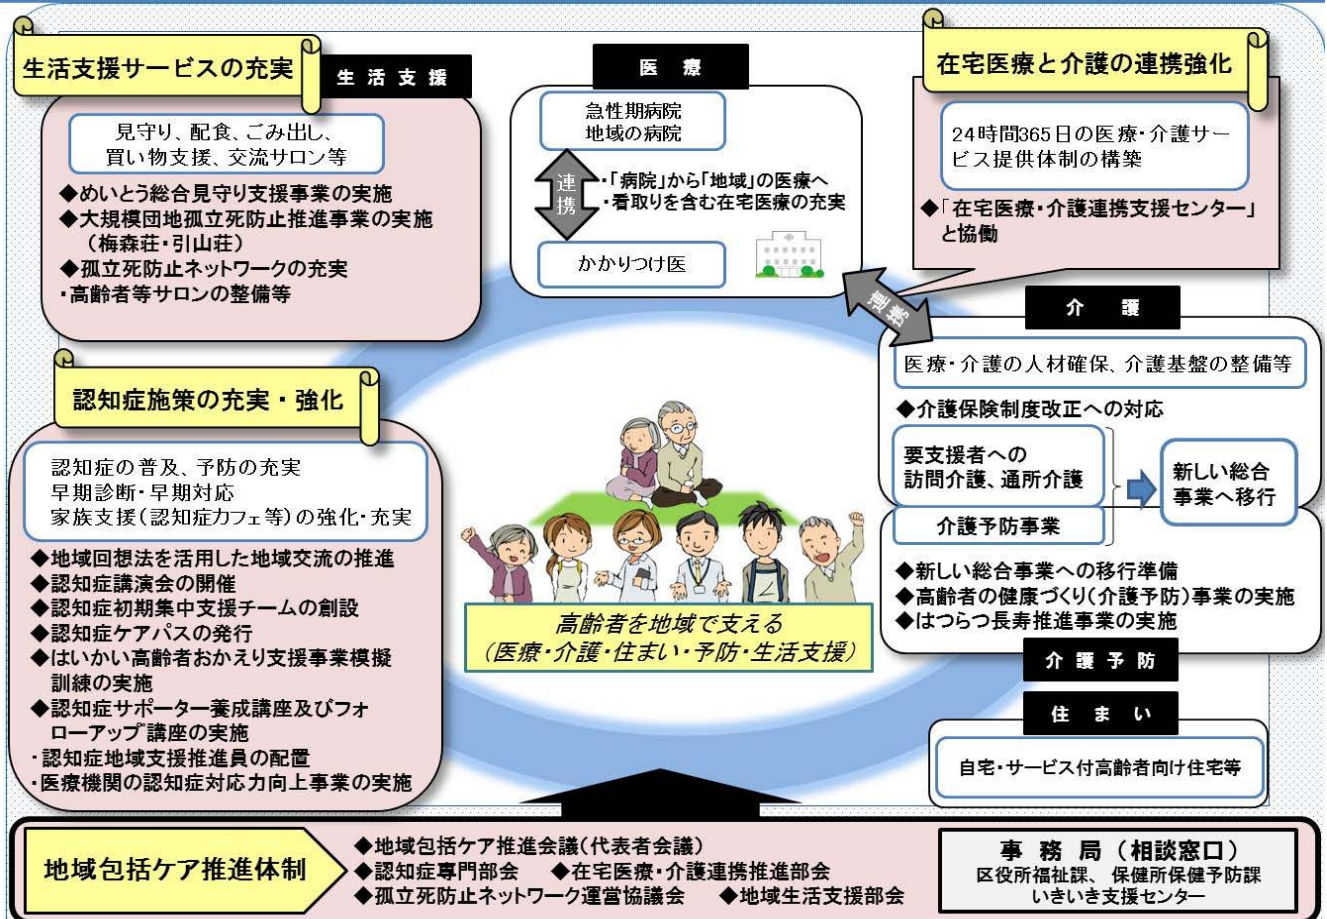 生活支援サービスの充実
生活支援
見守り、配食、ごみ出し、
買い物支援、交流サロン等
◆めいとう総合見守り支援事業の実施
◆大規模団地孤立死防止推進事業の実施
（梅森荘・引山荘）
◆孤立死防止ネットワークの充実
・高齢者等サロンの整備等
医療
急性期病院
地域の病院
連携
・「病院」から「地域」の医療へ
・看取りを含む在宅医療の充実
かかりつけ医
在宅医療と介護の連携強化
24時間365日の医療・介護サー
ビス提供体制の構築
◆「在宅医療・介護連携支援センター」
と協働
連携
介護
医療・介護の人材確保、介護基盤の整備等
◆介護保険制度改正への対応
要支援者への
訪問介護、通所介護
介護予防事業
新しい総合
事業へ移行
◆新しい総合事業への移行準備
◆高齢者の健康づくり（介護予防）事業の実施
◆はつらつ長寿推進事業の実施
介護予防
住まい
自宅・サービス付高齢者向け住宅等
認知症施策の充実・強化
認知症の普及、予防の充実
早期診断・早期対応
家族支援（認知症カフェ等）の強化・充実
◆地域回想法を活用した地域交流の推進
◆認知症講演会の開催
◆認知症初期集中支援チームの創設
◆認知症ケアパスの発行
◆はいかい高齢者おかえり支援事業模擬
訓練の実施
◆認知症サポーター養成講座及びフォ
ローアップ講座の実施
・認知症地域支援推進員の配置
・医療機関の認知症対応力向上事業の実施
高齢者を地域で支える
（医療・介護・住まい・予防・生活支援）
地域包括ケア推進体制
◆地域包括ケア推進会議（代表者会議）
◆認知症専門部会　◆在宅医療・介護連携推進部会
◆孤立死防止ネットワーク運営協議会　◆地域生活支援部会
事務局（相談窓口）
区役所福祉課、保健所保健予防課
いきいき支援センター